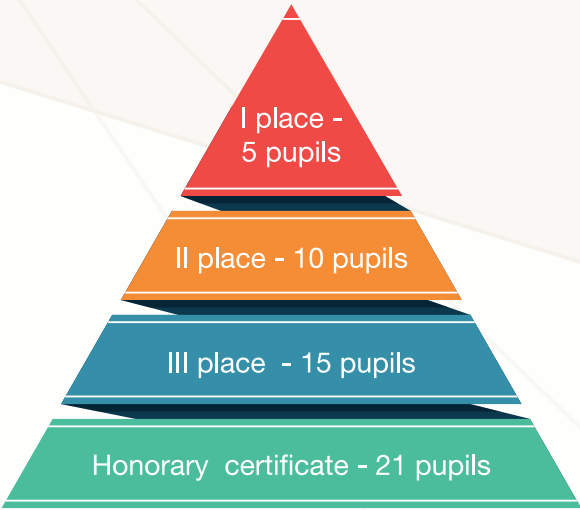 I place -
5 pupils
II place - 10 pupils
III place - 15 pupils
Honorary certificate - 21 pupils